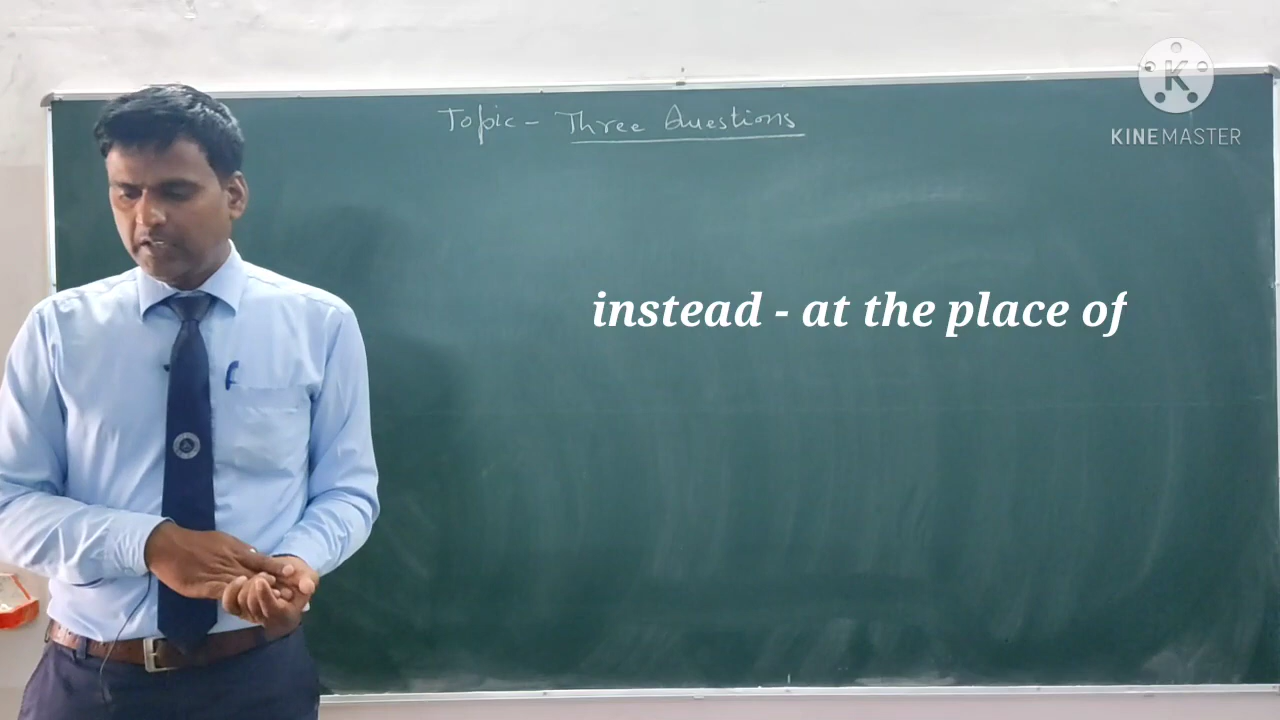 Topic - Three Questions
K
KINEMASTER
instead - at the place of